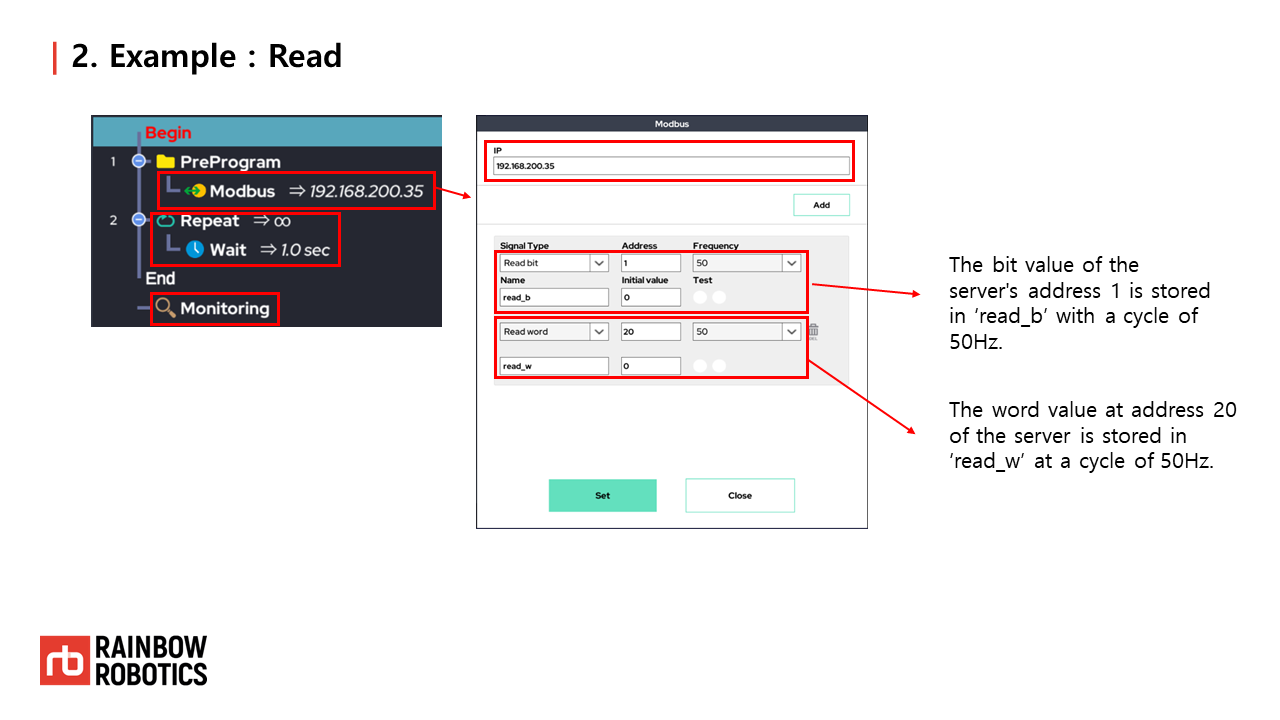 2. Example : Read
Begin
1 PreProgram
Modbus ⇒ 192.168.200.35
2 Repeat ⇒ ∞
Wait ⇒ 1.0 sec
End
Monitoring
Modbus
IP
192.168.200.35
Add
Signal Type Address Frequency
Read bit 1 50
Name Initial value Test
read_b 0
Read word 20 50
read_w 0
Set Close
The bit value of the
server's address 1 is stored
in ‘read_b’ with a cycle of
50Hz.
The word value at address 20
of the server is stored in
‘read_w’ at a cycle of 50Hz.
RAINBOW
ROBOTICS